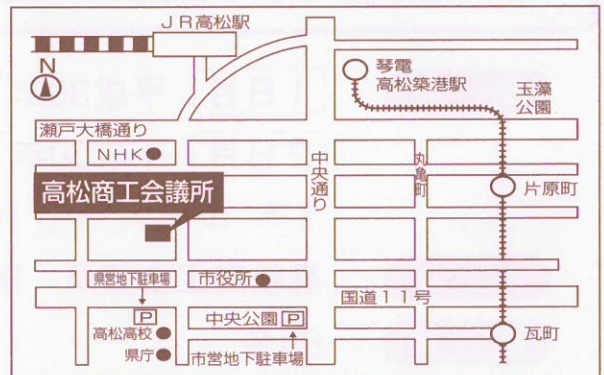 JR高松駅
N
琴電
高松築港駅
玉藻
公園
瀬戸大橋通り
NHK
中央通り
丸亀町
高松商工会議所
片原町
県営地下駐車場
市役所
国道11号
P
中央公園 P
高松高校
県庁
市営地下駐車場
瓦町